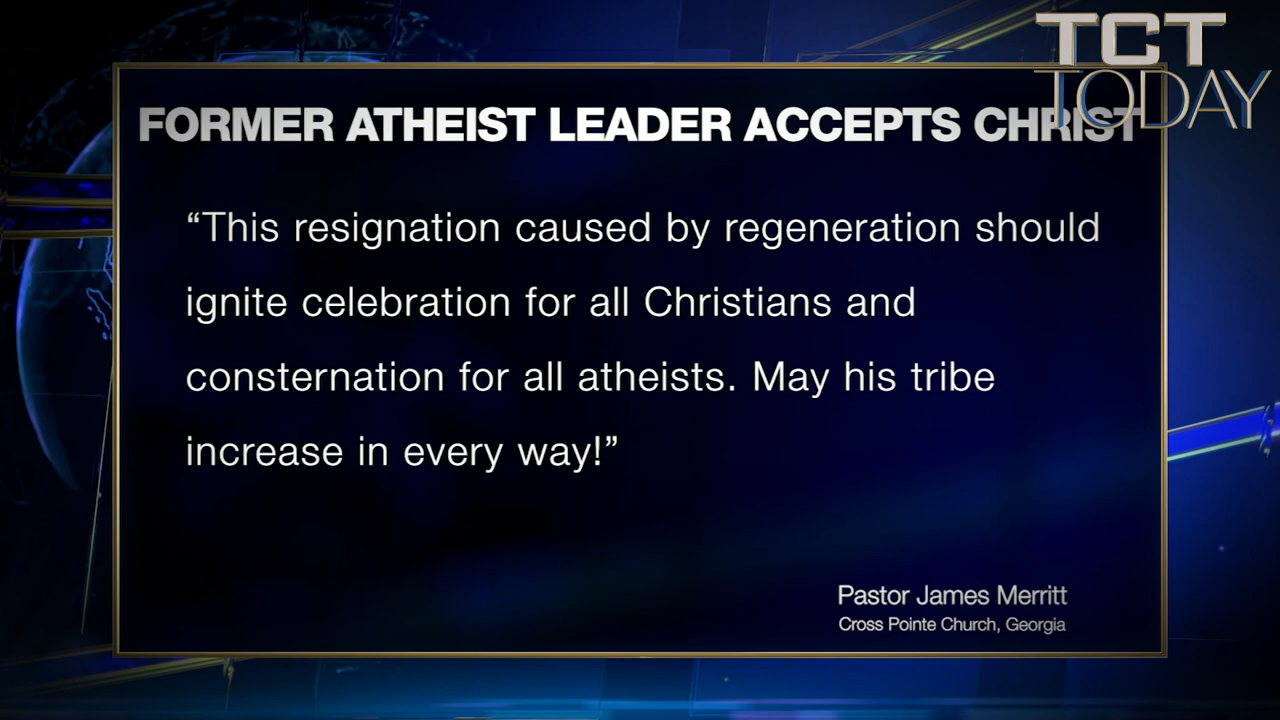 TCT
TODAY
FORMER ATHEIST LEADER ACCEPTS CHRIST
“This resignation caused by regeneration should
ignite celebration for all Christians and
consternation for all atheists. May his tribe
increase in every way!”
Pastor James Merritt
Cross Pointe Church, Georgia